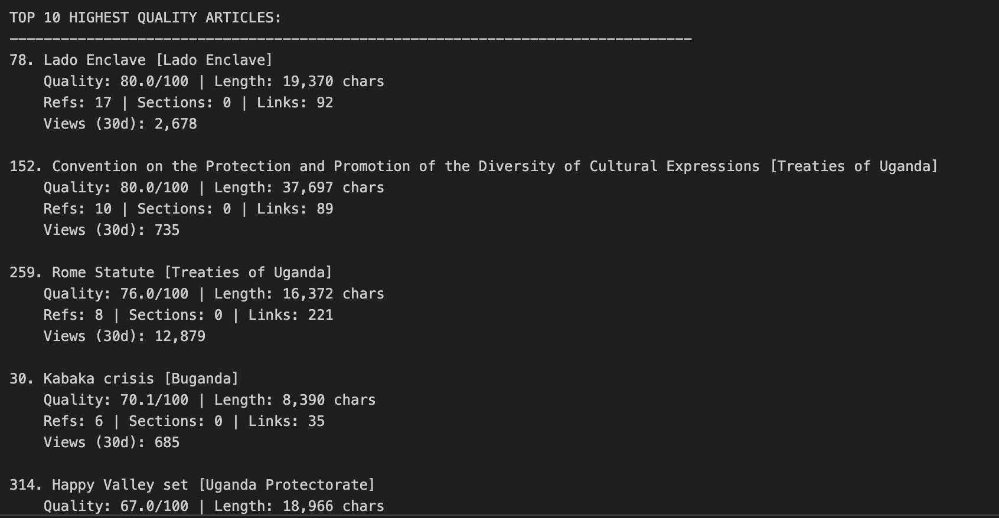 TOP 10 HIGHEST QUALITY ARTICLES:
--------------------------------------------------------------------------------
78. Lado Enclave [Lado Enclave]
    Quality: 80.0/100 | Length: 19,370 chars
    Refs: 17 | Sections: 0 | Links: 92
    Views (30d): 2,678

152. Convention on the Protection and Promotion of the Diversity of Cultural Expressions [Treaties of Uganda]
    Quality: 80.0/100 | Length: 37,697 chars
    Refs: 10 | Sections: 0 | Links: 89
    Views (30d): 735

259. Rome Statute [Treaties of Uganda]
    Quality: 76.0/100 | Length: 16,372 chars
    Refs: 8 | Sections: 0 | Links: 221
    Views (30d): 12,879

30. Kabaka crisis [Buganda]
    Quality: 70.1/100 | Length: 8,390 chars
    Refs: 6 | Sections: 0 | Links: 35
    Views (30d): 685

314. Happy Valley set [Uganda Protectorate]
    Quality: 67.0/100 | Length: 18,966 chars